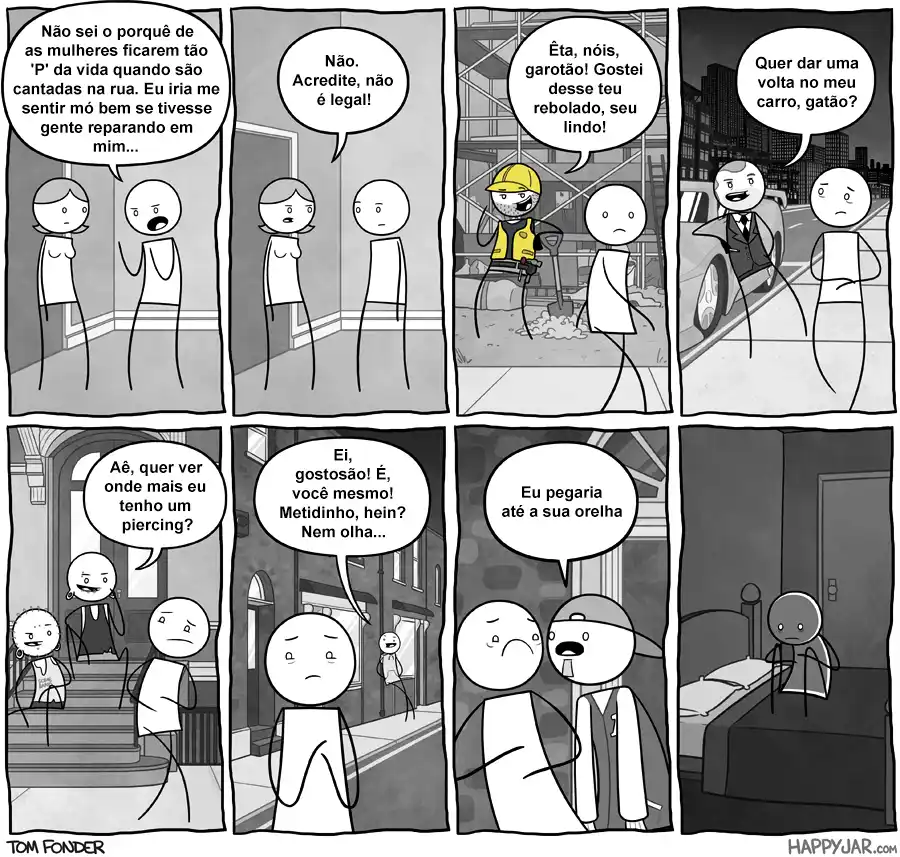 Não sei o porquê de
as mulheres ficarem tão
'P' da vida quando são
cantadas na rua. Eu iria me
sentir mó bem se tivesse
gente reparando em
mim...
Não.
Acredite, não
é legal!
Êta, nóis,
garotão! Gostei
desse teu
rebolado, seu
lindo!
Quer dar uma
volta no meu
carro, gatão?
Aê, quer ver
onde mais eu
tenho um
piercing?
Ei,
gostosão! É,
você mesmo!
Metidinho, hein?
Nem olha...
Eu pegaria
até a sua orelha
TOM FONDER
HAPPYJAR.COM